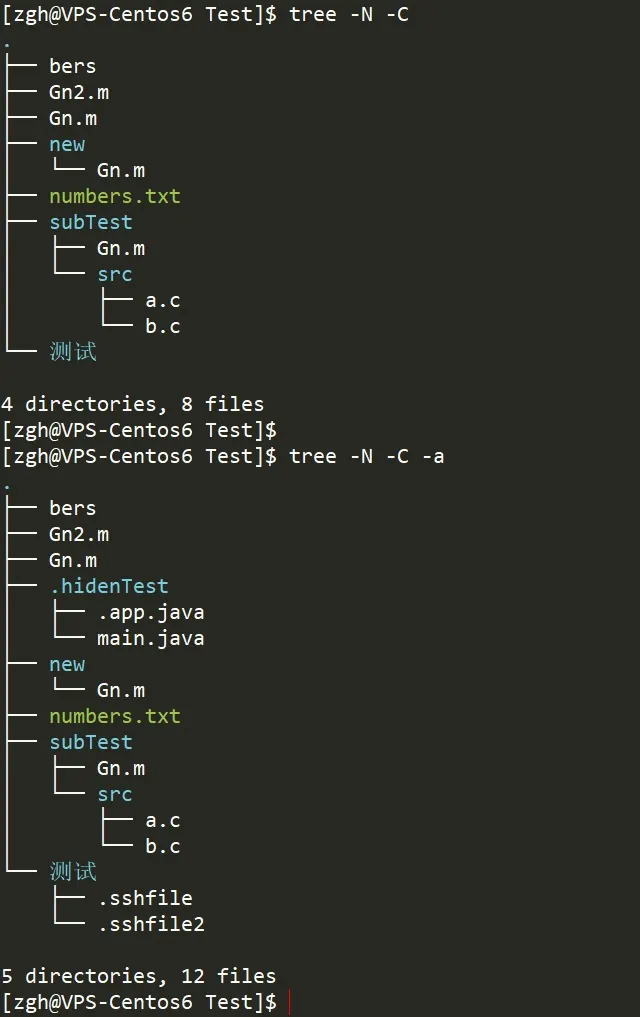 [zgh@VPS-Centos6 Test]$ tree -N -C
.
├── bers
├── Gn2.m
├── Gn.m
├── new
│   └── Gn.m
├── numbers.txt
├── subTest
│   ├── Gn.m
│   └── src
│       ├── a.c
│       └── b.c
└── 测试

4 directories, 8 files
[zgh@VPS-Centos6 Test]$
[zgh@VPS-Centos6 Test]$ tree -N -C -a
.
├── bers
├── Gn2.m
├── Gn.m
├── .hidenTest
│   ├── .app.java
│   └── main.java
├── new
│   └── Gn.m
├── numbers.txt
├── subTest
│   ├── Gn.m
│   └── src
│       ├── a.c
│       └── b.c
└── 测试
    ├── .sshfile
    └── .sshfile2

5 directories, 12 files
[zgh@VPS-Centos6 Test]$